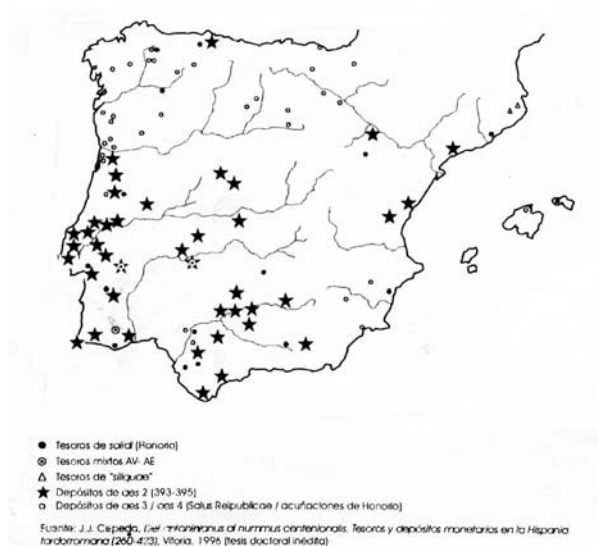 Tesoros de solidi (Honorio)
Tesoros mixtos AV- AE
Tesoros de "siliquae"
Depósitos de aes 2 (393-395)
Depósitos de aes 3 / aes 4 (Salus Reipublicae / acuñaciones de Honorio)
Fuente: J.J. Cepeda, Del antoninianus al nummus centenionalis. Tesoros y depósitos monetarios en la Hispania
tardorromana (260-423), Vitoria, 1996 (tesis doctoral inédita)